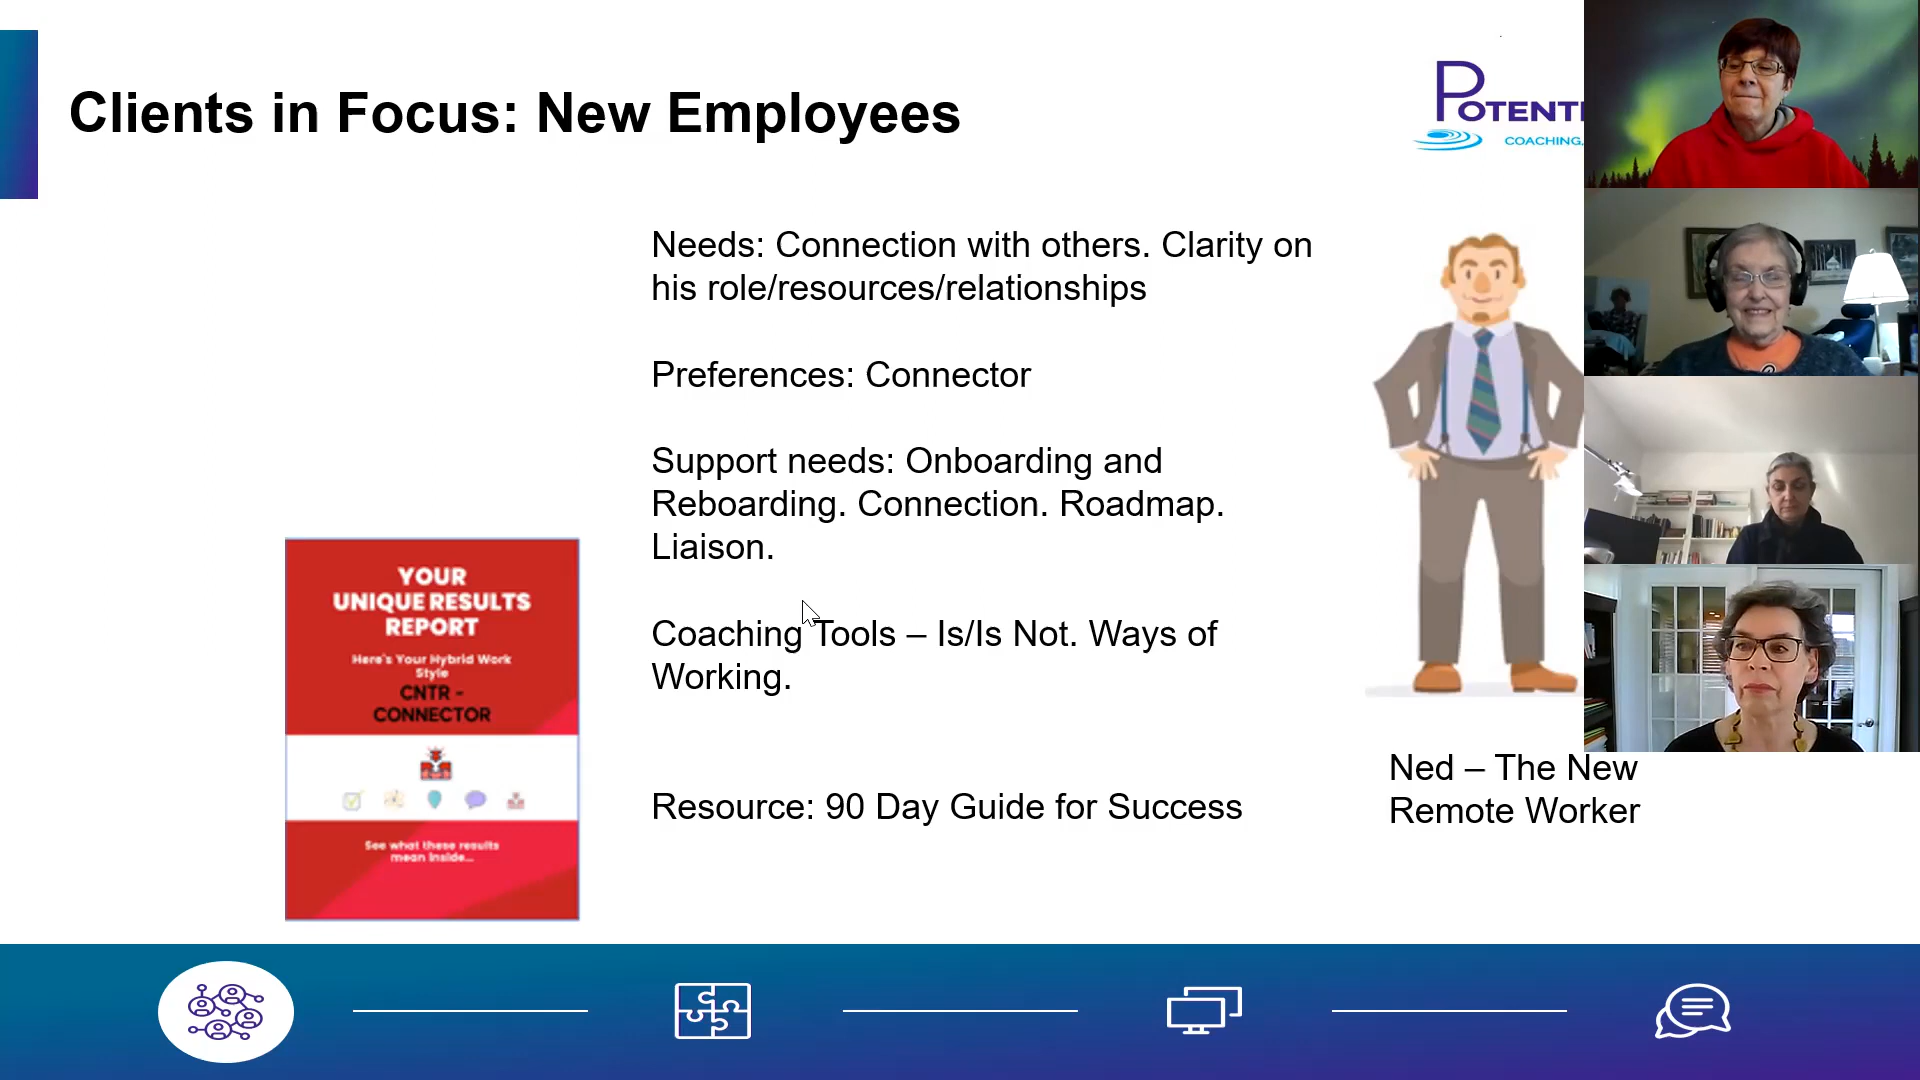 Clients in Focus: New Employees
COACHING,
Needs: Connection with others. Clarity on
his role/resources/relationships
Preferences: Connector
Support needs: Onboarding and
Reboarding. Connection. Roadmap.
Liaison.
Coaching Tools – Is/Is Not. Ways of
Working.
Resource: 90 Day Guide for Success
YOUR
UNIQUE RESULTS
REPORT
Here's Your Hybrid Work
Style
CNTR -
CONNECTOR
See what these results
mean inside...
Ned – The New
Remote Worker